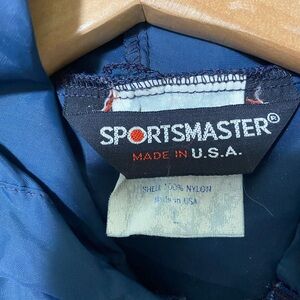 SPORTSMASTER®
MADE IN U.S.A.
SHELL 100% NYLON
Made in USA
L